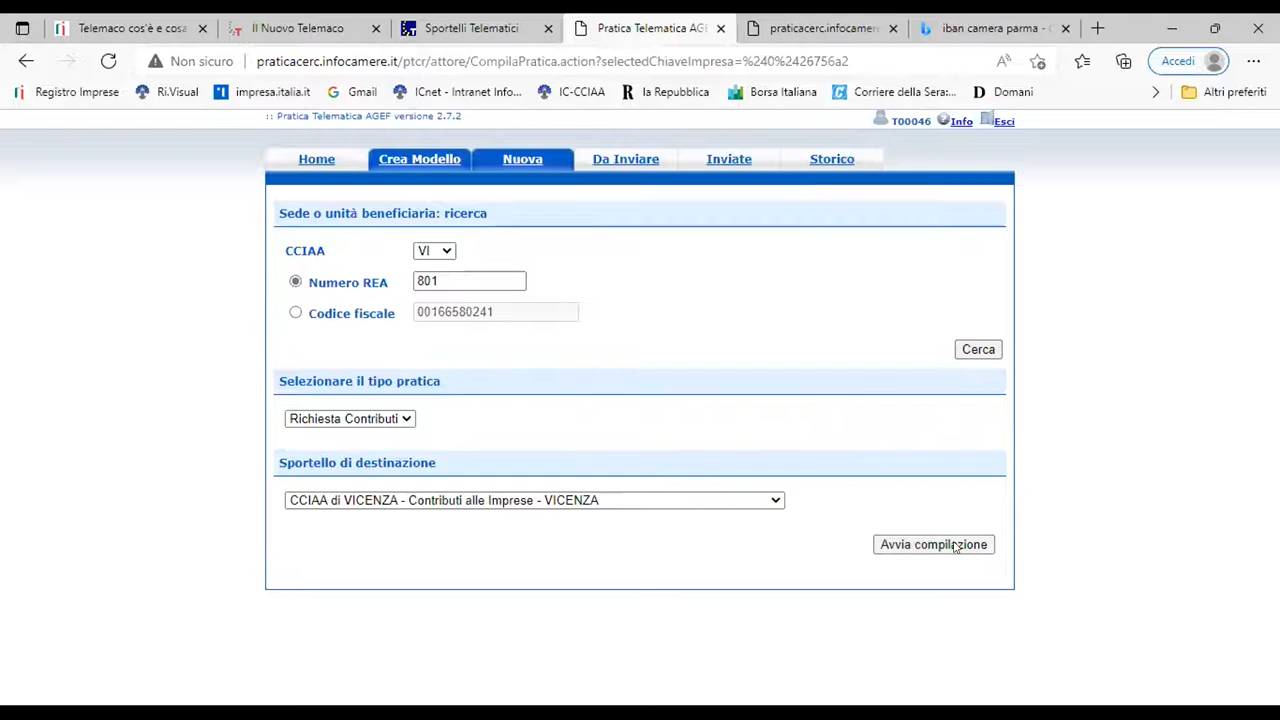 Telemaco cos'è e cosa
Il Nuovo Telemaco
Sportelli Telematici
Pratica Telematica AGE
praticacerc.infocamere
iban camera parma -
Non sicuro
praticacerc.infocamere.it/ptcr/attore/CompilaPratica.action?selectedChiaveImpresa=%240%2426756a2
Accedi
Registro Imprese
Ri.Visual
impresa.italia.it
Gmail
ICnet - Intranet Info...
IC-CCIAA
la Repubblica
Borsa Italiana
Corriere della Sera:...
Domani
Altri preferiti
:: Pratica Telematica AGEF versione 2.7.2
T00046
Info
Esci
Home
Crea Modello
Nuova
Da Inviare
Inviate
Storico
Sede o unità beneficiaria: ricerca
CCIAA VI
Numero REA 801
Codice fiscale 00166580241
Cerca
Selezionare il tipo pratica
Richiesta Contributi
Sportello di destinazione
CCIAA di VICENZA - Contributi alle Imprese - VICENZA
Avvia compilazione